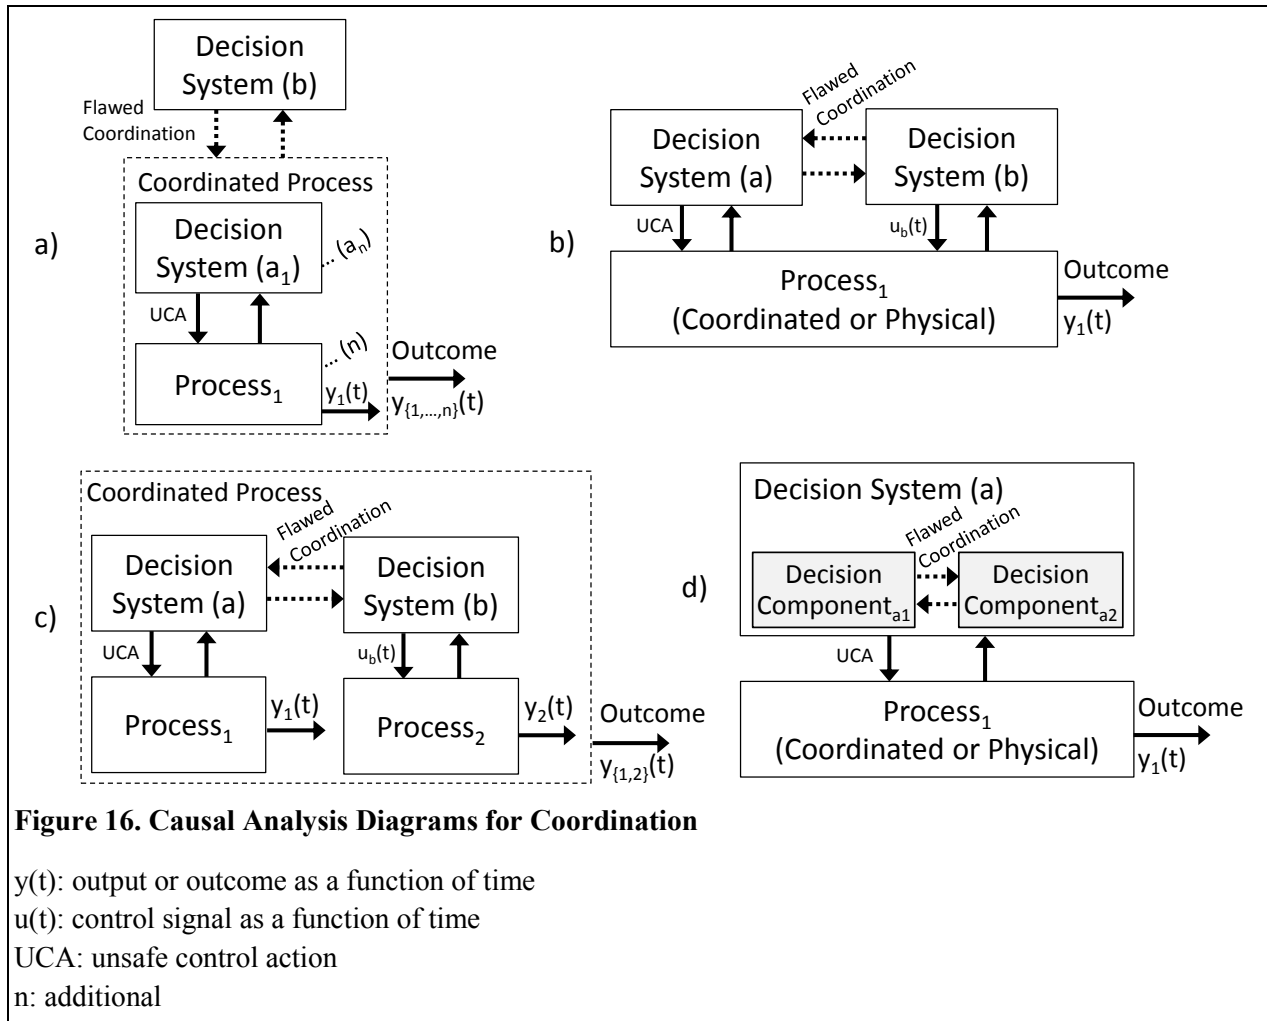 Decision
System (b)
Flawed
Coordination
Coordinated Process
a)
Decision
System (a1)
... (an)
UCA
... (n)
Process1
y1(t)
Outcome
y{1,...,n}(t)
Flawed
Coordination
Decision
System (a)
Decision
System (b)
b)
UCA
ub(t)
Process1
(Coordinated or Physical)
Outcome
y1(t)
Coordinated Process
Flawed
Coordination
Decision
System (a)
Decision
System (b)
c)
UCA
ub(t)
Process1
y1(t)
Process2
y2(t)
Outcome
y{1,2}(t)
Decision System (a)
Flawed
Coordination
d)
Decision
Componenta1
Decision
Componenta2
UCA
Process1
(Coordinated or Physical)
Outcome
y1(t)
Figure 16. Causal Analysis Diagrams for Coordination
y(t): output or outcome as a function of time
u(t): control signal as a function of time
UCA: unsafe control action
n: additional